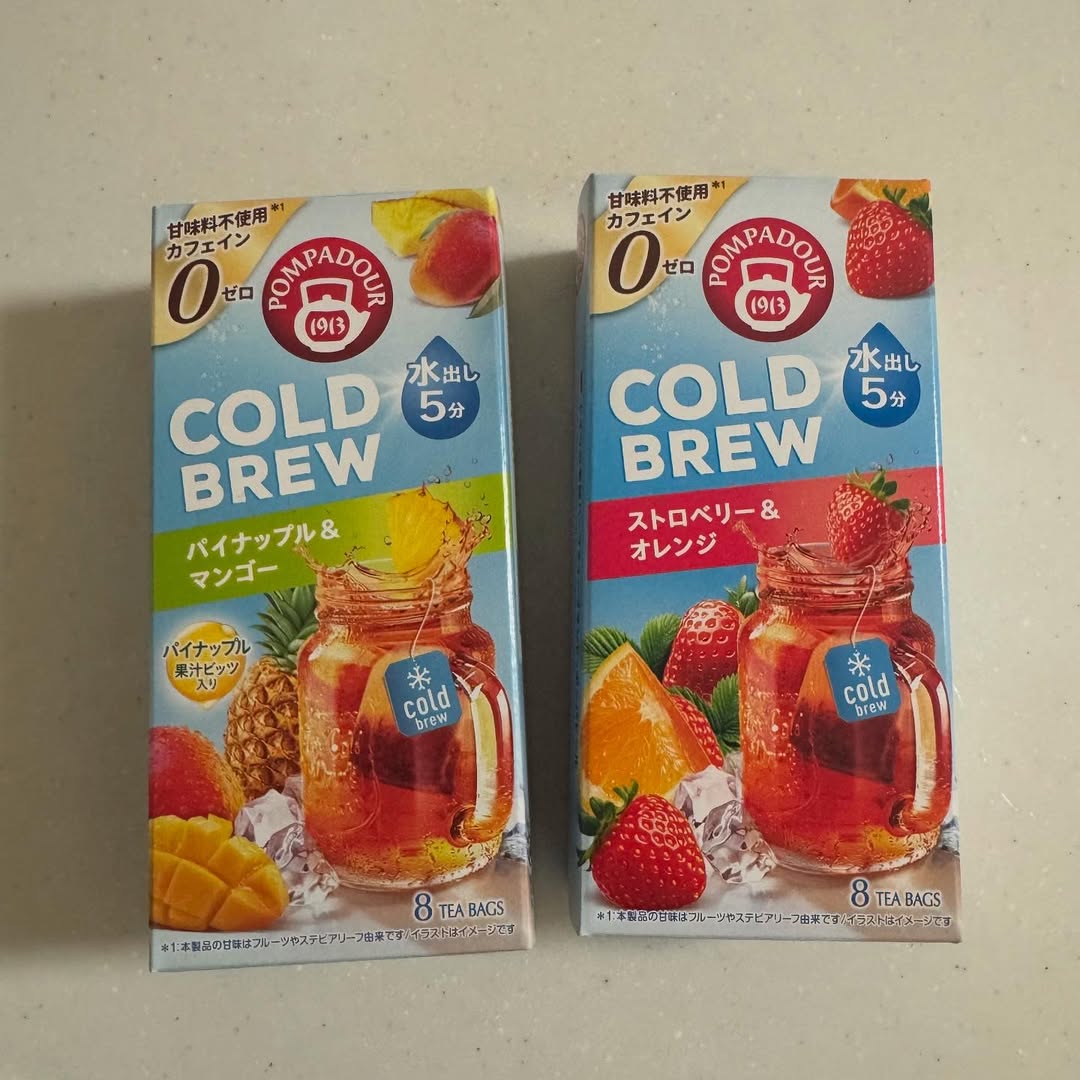 甘味料不使用*1
カフェイン
0ゼロ
POMPADOUR
1913
水出し
5分
COLD
BREW
パイナップル&
マンゴー
パイナップル
果汁ビッツ
入り
cold
brew
8 TEA BAGS
*1:本製品の甘味はフルーツやステビアリーフ由来です/イラストはイメージです
甘味料不使用*1
カフェイン
0ゼロ
POMPADOUR
1913
水出し
5分
COLD
BREW
ストロベリー&
オレンジ
cold
brew
8 TEA BAGS
*1:本製品の甘味はフルーツやステビアリーフ由来です/イラストはイメージです